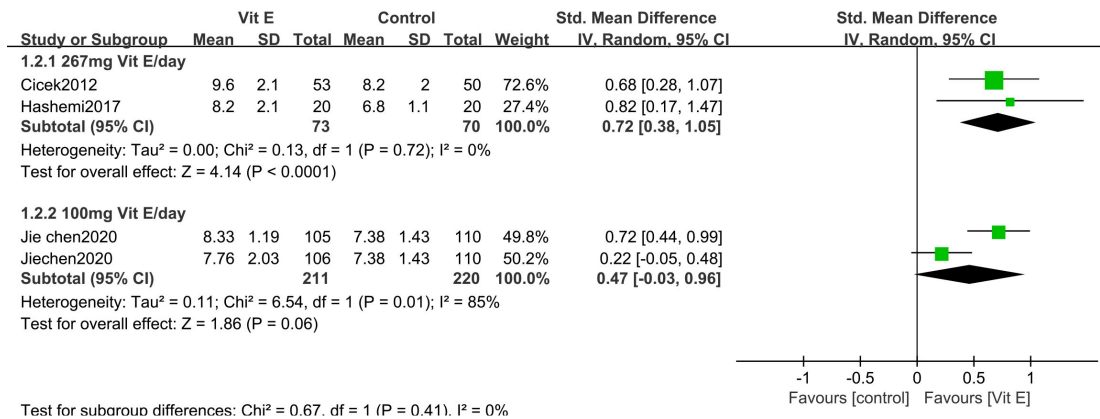 Vit E Control Std. Mean Difference Std. Mean Difference
Study or Subgroup Mean SD Total Mean SD Total Weight IV, Random, 95% CI IV, Random, 95% CI
1.2.1 267mg Vit E/day
Cicek2012 9.6 2.1 53 8.2 2 50 72.6% 0.68 [0.28, 1.07]
Hashemi2017 8.2 2.1 20 6.8 1.1 20 27.4% 0.82 [0.17, 1.47]
Subtotal (95% CI) 73 70 100.0% 0.72 [0.38, 1.05]
Heterogeneity: Tau² = 0.00; Chi² = 0.13, df = 1 (P = 0.72); I² = 0%
Test for overall effect: Z = 4.14 (P < 0.0001)
1.2.2 100mg Vit E/day
Jie chen2020 8.33 1.19 105 7.38 1.43 110 49.8% 0.72 [0.44, 0.99]
Jiechen2020 7.76 2.03 106 7.38 1.43 110 50.2% 0.22 [-0.05, 0.48]
Subtotal (95% CI) 211 220 100.0% 0.47 [-0.03, 0.96]
Heterogeneity: Tau² = 0.11; Chi² = 6.54, df = 1 (P = 0.01); I² = 85%
Test for overall effect: Z = 1.86 (P = 0.06)
-1 -0.5 0 0.5 1
Favours [control] Favours [Vit E]
Test for subgroup differences: Chi² = 0.67, df = 1 (P = 0.41), I² = 0%